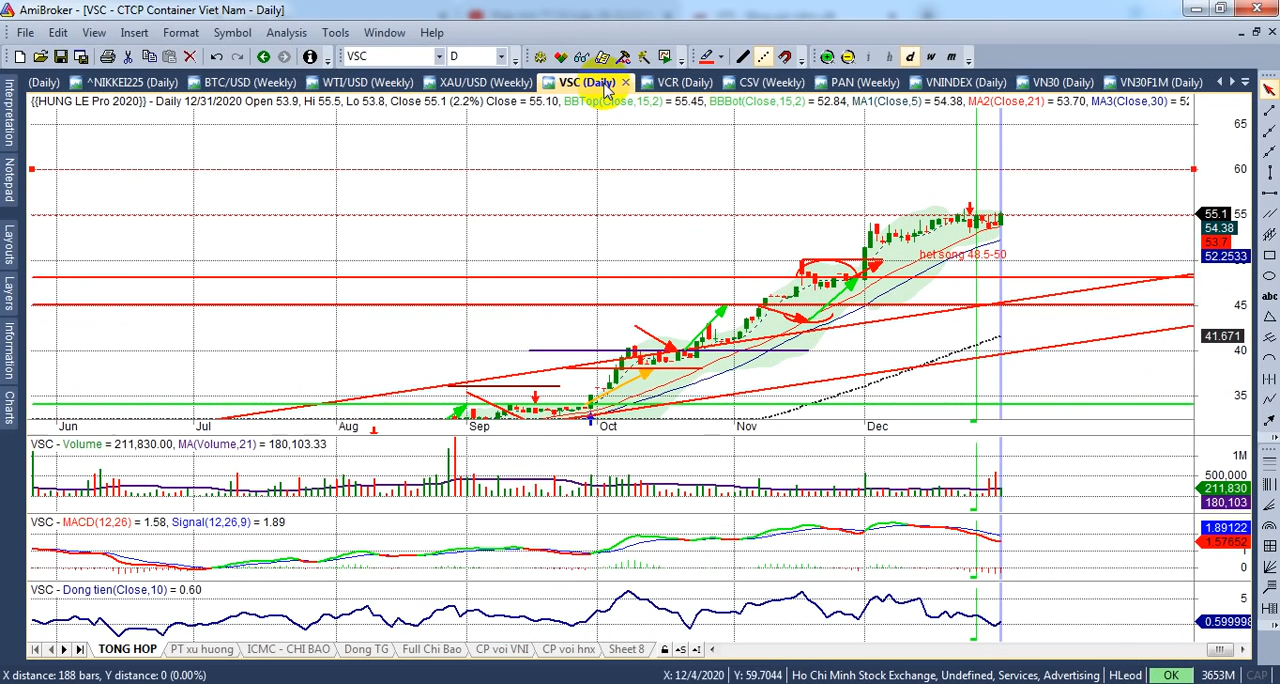 AmiBroker - [VSC - CTCP Container Viet Nam - Daily]
File Edit View Insert Format Symbol Analysis Tools Window Help
VSC D i h i d w m
(Daily) ^NIKKEI225 (Daily) BTC/USD (Weekly) WTI/USD (Weekly) XAU/USD (Weekly) VSC (Daily) VCR (Daily) CSV (Weekly) PAN (Weekly) VNINDEX (Daily) VN30 (Daily) VN30F1M (Daily)
{{HUNG LE Pro 2020}} - Daily 12/31/2020 Open 53.9, Hi 55.5, Lo 53.8, Close 55.1 (2.2%) Close = 55.10, BBTop(Close,15,2) = 55.45, BBBot(Close,15,2) = 52.84, MA1(Close,5) = 54.38, MA2(Close,21) = 53.70, MA3(Close,30) = 52
Interpretation
Notepad
Layouts
Layers
Information
Charts
65
60
55.1 55
54.38
53.7
52.2533
het song 48.5-50
45
41.671
40
35
abc
Jun Jul Aug Sep Oct Nov Dec
VSC - Volume = 211,830.00, MA(Volume,21) = 180,103.33
1M
500,000
211,830
180,103
VSC - MACD(12,26) = 1.58, Signal(12,26,9) = 1.89
1.89122
1.57652
1
0
VSC - Dong tien(Close,10) = 0.60
5
0.599998
TONG HOP PT xu huong ICMC - CHI BAO Dong TG Full Chi Bao CP voi VNI CP voi hnx Sheet 8
X distance: 188 bars, Y distance: 0 (0.00%) X: 12/4/2020 Y: 59.7044 Ho Chi Minh Stock Exchange, Undefined, Services, Advertising HLeod OK 3653M CAP